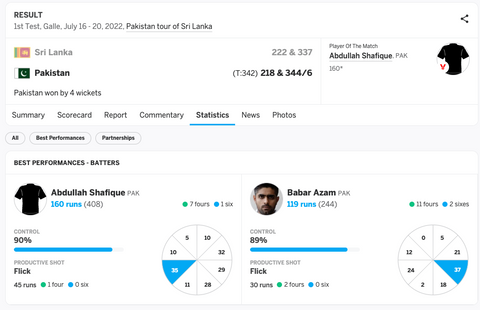 RESULT
1st Test, Galle, July 16 - 20, 2022, Pakistan tour of Sri Lanka
Sri Lanka 222 & 337
Pakistan (T:342) 218 & 344/6
Pakistan won by 4 wickets
Player Of The Match
Abdullah Shafique, PAK
160*
Summary Scorecard Report Commentary Statistics News Photos
All Best Performances Partnerships
BEST PERFORMANCES - BATTERS
Abdullah Shafique PAK
160 runs (408) 7 fours 1 six
CONTROL
90%
PRODUCTIVE SHOT
Flick
45 runs 1 four 0 six
5 10
10 32
35 29
11 28
Babar Azam PAK
119 runs (244) 11 fours 2 sixes
CONTROL
89%
PRODUCTIVE SHOT
Flick
30 runs 2 fours 0 six
0 5
12 21
24 37
2 18